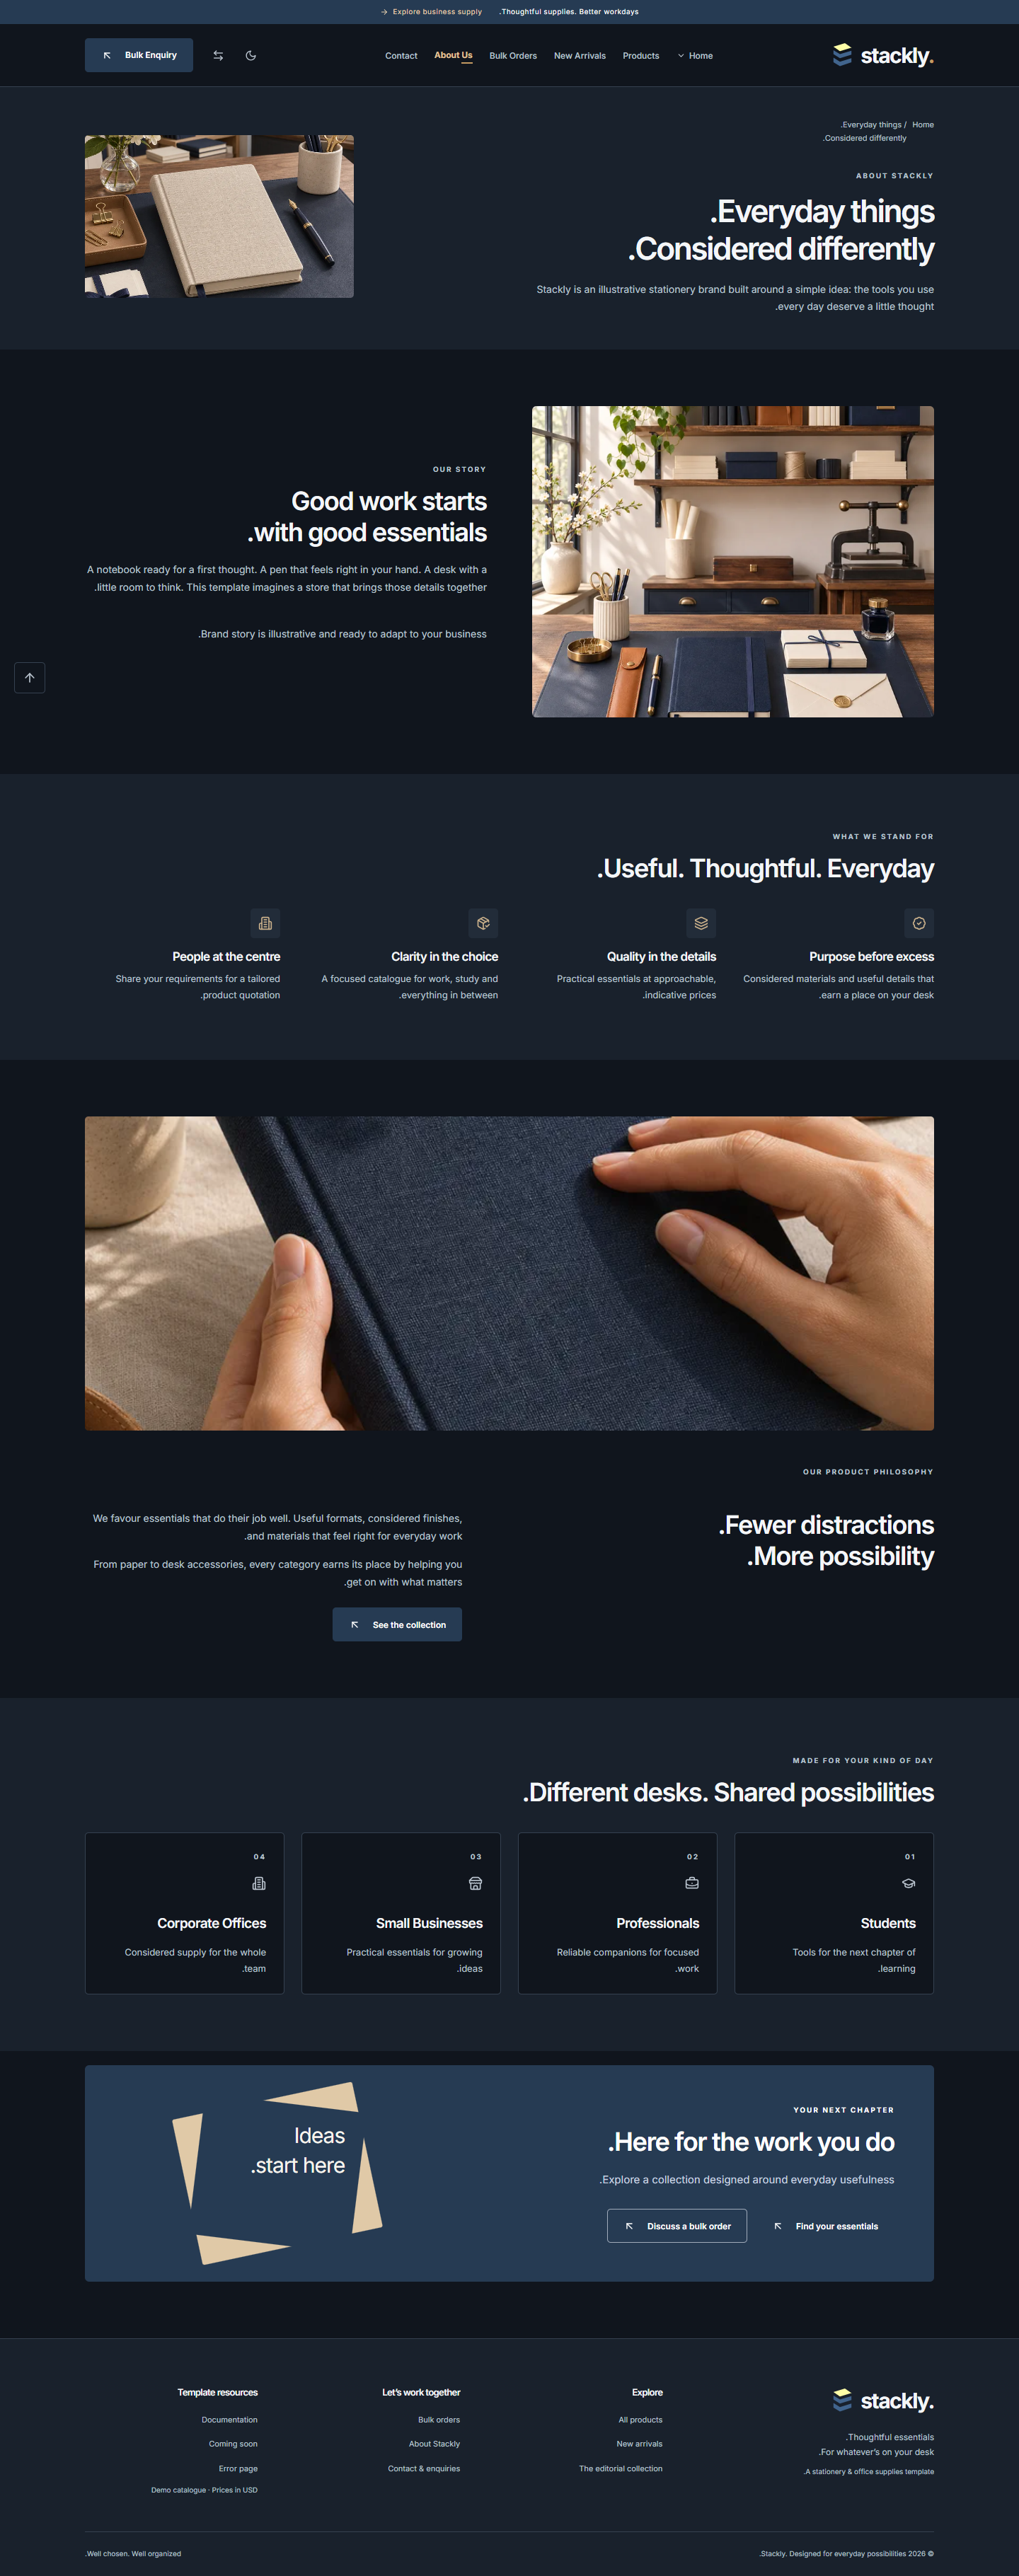 .Thoughtful supplies. Better workdays
Explore business supply
stackly.
Home
Products
New Arrivals
Bulk Orders
About Us
Contact
Bulk Enquiry
Home
.Everyday things /
.Considered differently
ABOUT STACKLY
.Everyday things
.Considered differently
Stackly is an illustrative stationery brand built around a simple idea: the tools you use
.every day deserve a little thought
OUR STORY
Good work starts
.with good essentials
A notebook ready for a first thought. A pen that feels right in your hand. A desk with a
.little room to think. This template imagines a store that brings those details together
.Brand story is illustrative and ready to adapt to your business
WHAT WE STAND FOR
.Useful. Thoughtful. Everyday
Purpose before excess
Considered materials and useful details that
.earn a place on your desk
Quality in the details
Practical essentials at approachable,
.indicative prices
Clarity in the choice
A focused catalogue for work, study and
.everything in between
People at the centre
Share your requirements for a tailored
.product quotation
OUR PRODUCT PHILOSOPHY
.Fewer distractions
.More possibility
We favour essentials that do their job well. Useful formats, considered finishes,
.and materials that feel right for everyday work
From paper to desk accessories, every category earns its place by helping you
.get on with what matters
See the collection
MADE FOR YOUR KIND OF DAY
.Different desks. Shared possibilities
01
Students
Tools for the next chapter of
.learning
02
Professionals
Reliable companions for focused
.work
03
Small Businesses
Practical essentials for growing
.ideas
04
Corporate Offices
Considered supply for the whole
.team
YOUR NEXT CHAPTER
.Here for the work you do
.Explore a collection designed around everyday usefulness
Find your essentials
Discuss a bulk order
Ideas
.start here
stackly.
.Thoughtful essentials
.For whatever's on your desk
.A stationery & office supplies template
Explore
All products
New arrivals
The editorial collection
Let's work together
Bulk orders
About Stackly
Contact & enquiries
Template resources
Documentation
Coming soon
Error page
Demo catalogue · Prices in USD
.Stackly. Designed for everyday possibilities 2026 ©
.Well chosen. Well organized